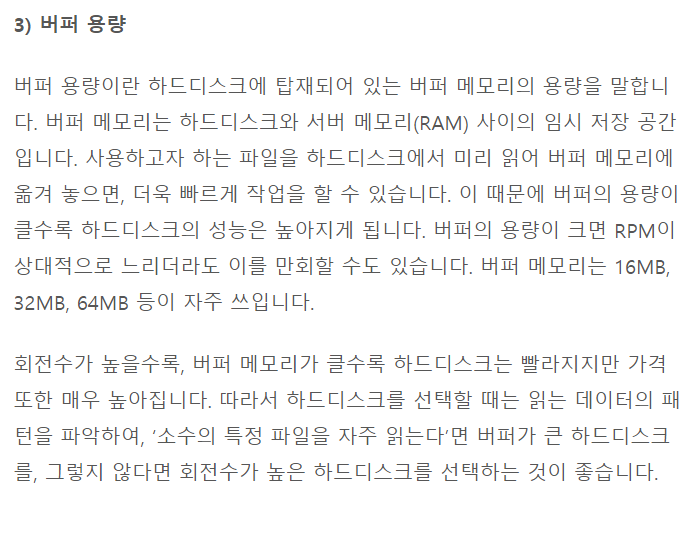 3) 버퍼 용량
버퍼 용량이란 하드디스크에 탑재되어 있는 버퍼 메모리의 용량을 말합니
다. 버퍼 메모리는 하드디스크와 서버 메모리(RAM) 사이의 임시 저장 공간
입니다. 사용하고자 하는 파일을 하드디스크에서 미리 읽어 버퍼 메모리에
옮겨 놓으면, 더욱 빠르게 작업을 할 수 있습니다. 이 때문에 버퍼의 용량이
클수록 하드디스크의 성능은 높아지게 됩니다. 버퍼의 용량이 크면 RPM이
상대적으로 느리더라도 이를 만회할 수도 있습니다. 버퍼 메모리는 16MB,
32MB, 64MB 등이 자주 쓰입니다.
회전수가 높을수록, 버퍼 메모리가 클수록 하드디스크는 빨라지지만 가격
또한 매우 높아집니다. 따라서 하드디스크를 선택할 때는 읽는 데이터의 패
턴을 파악하여, ‘소수의 특정 파일을 자주 읽는다’면 버퍼가 큰 하드디스크
를, 그렇지 않다면 회전수가 높은 하드디스크를 선택하는 것이 좋습니다.